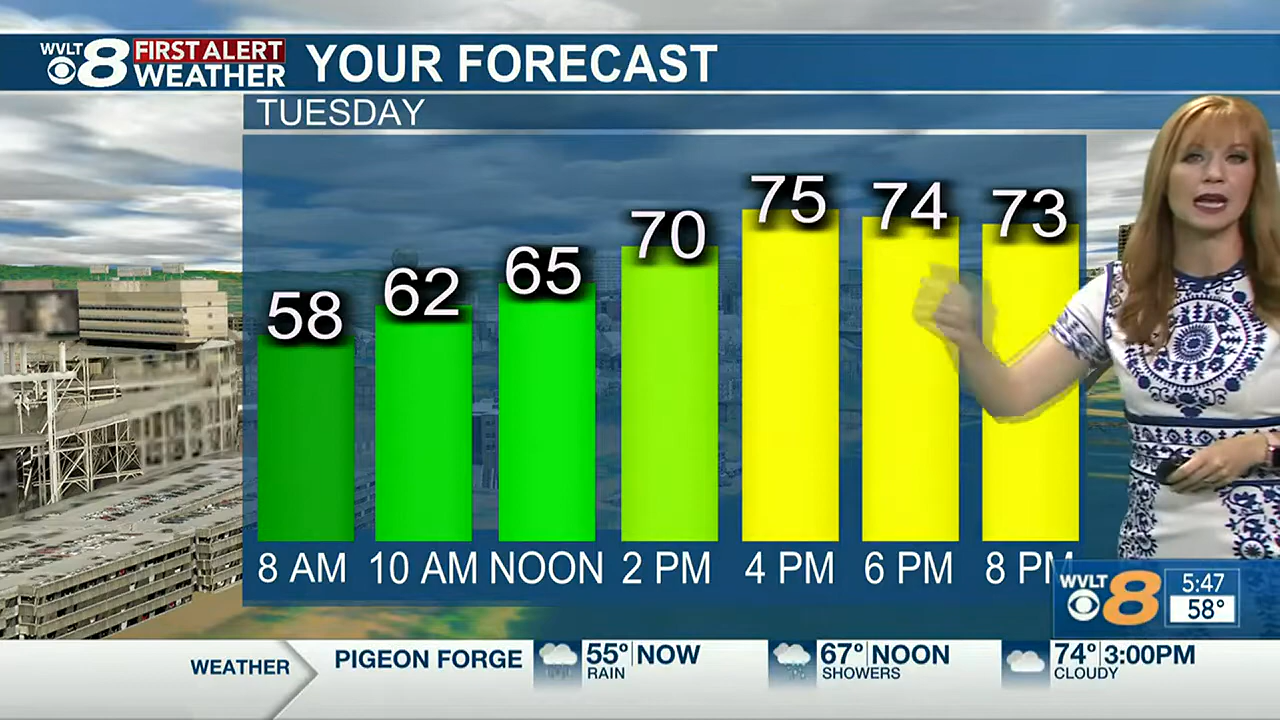 WVLT 8 FIRST ALERT WEATHER
YOUR FORECAST
TUESDAY
58 62 65 70 75 74 73
8 AM 10 AM NOON 2 PM 4 PM 6 PM 8 PM
WVLT 8 5:47
58°
WEATHER PIGEON FORGE 55° NOW 67° NOON 74° 3:00PM
RAIN SHOWERS CLOUDY